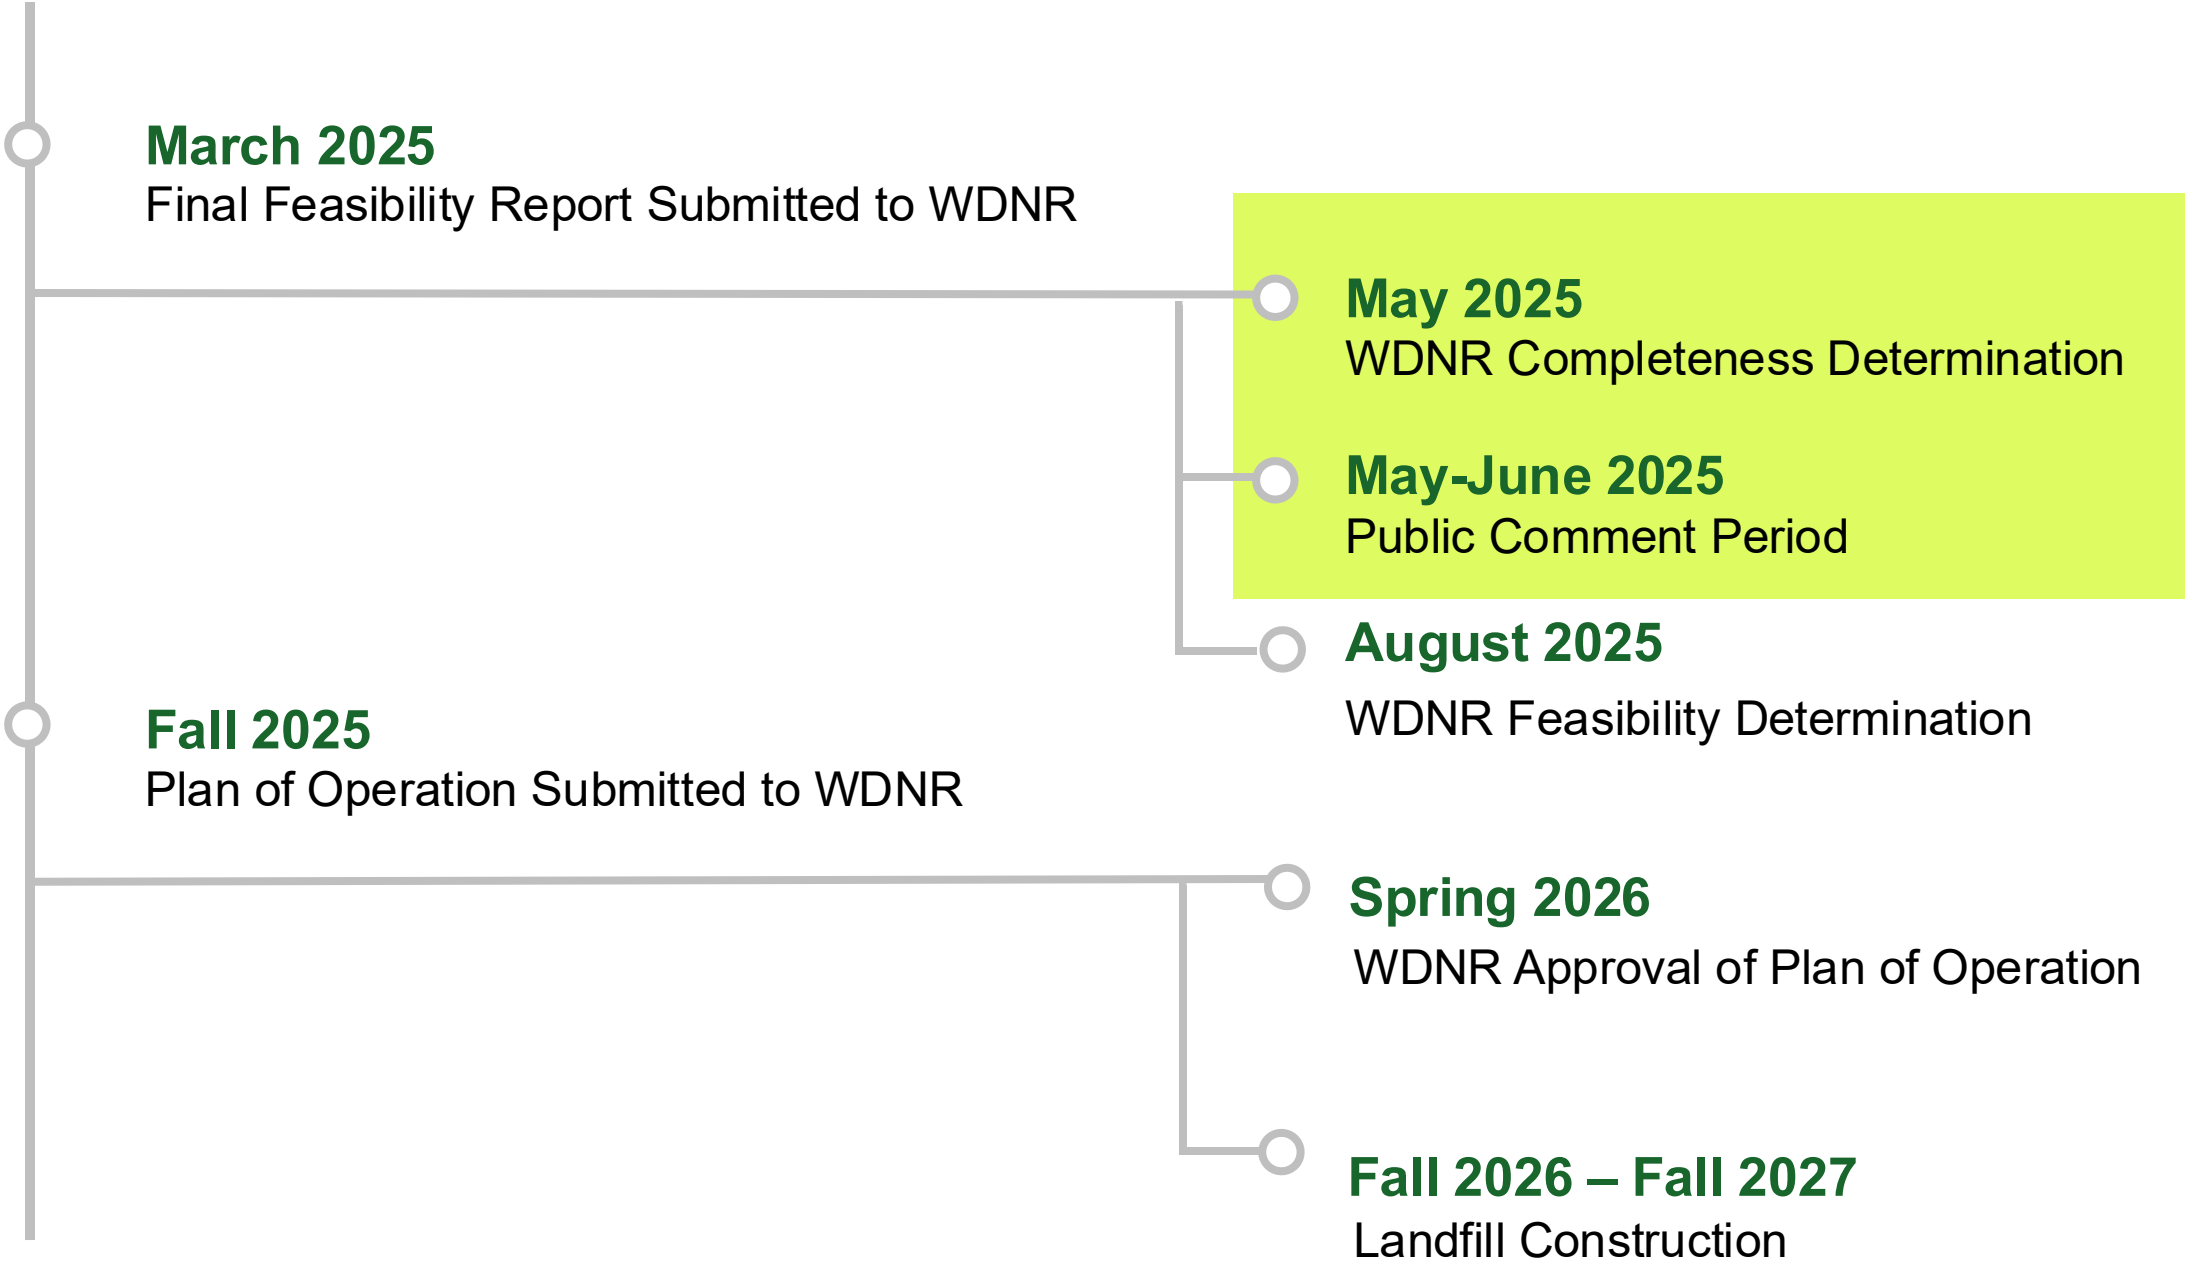 March 2025
Final Feasibility Report Submitted to WDNR
May 2025
WDNR Completeness Determination
May-June 2025
Public Comment Period
August 2025
WDNR Feasibility Determination
Fall 2025
Plan of Operation Submitted to WDNR
Spring 2026
WDNR Approval of Plan of Operation
Fall 2026 – Fall 2027
Landfill Construction